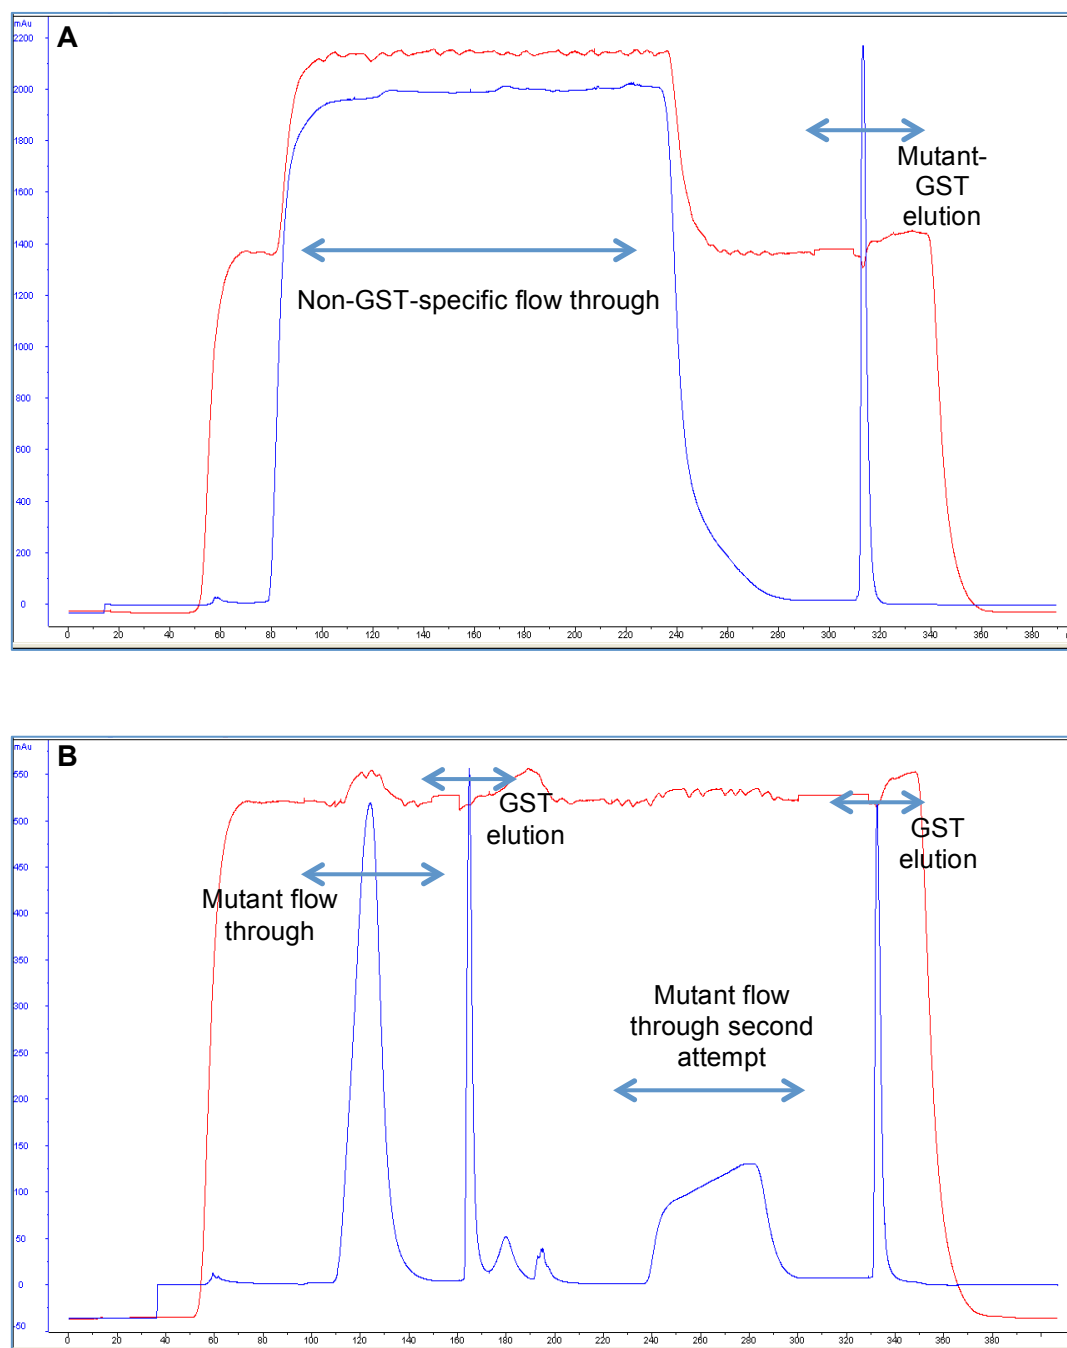 mAu
A
2200
2000
1800
1600
1400
1200
1000
800
600
400
200
0
Mutant-
GST
elution
Non-GST-specific flow through
0 20 40 60 80 100 120 140 160 180 200 220 240 260 280 300 320 340 360 380
mAu
B
550
500
450
400
350
300
250
200
150
100
50
0
-50
GST
elution
GST
elution
Mutant flow
through
Mutant flow
through second
attempt
0 20 40 60 80 100 120 140 160 180 200 220 240 260 280 300 320 340 360 380